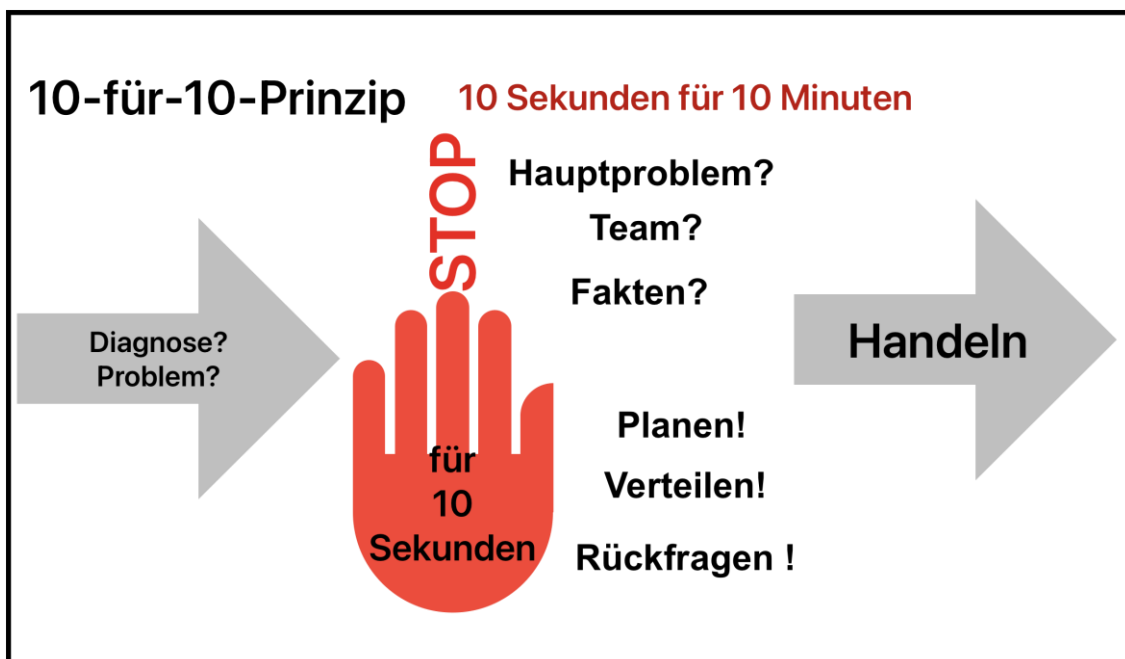 10-für-10-Prinzip
10 Sekunden für 10 Minuten
STOP
Hauptproblem?
Team?
Fakten?
Diagnose?
Problem?
Handeln
für
10
Sekunden
Planen!
Verteilen!
Rückfragen !